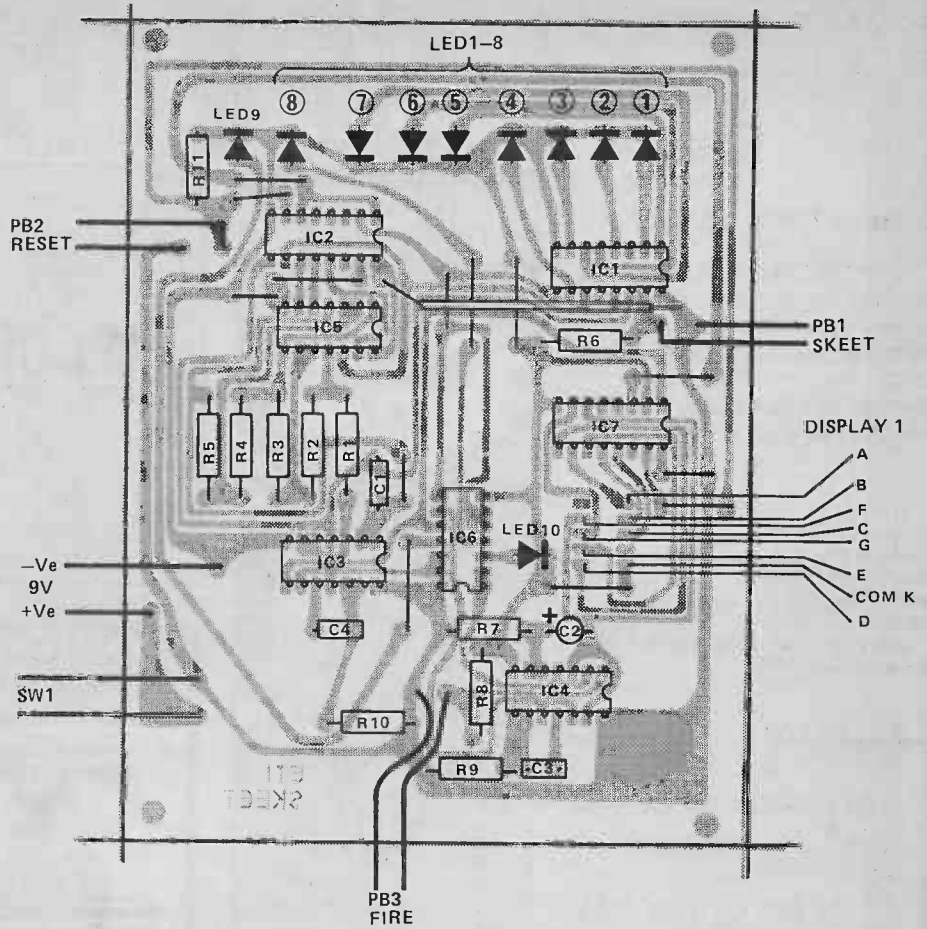 LED1–8
LED9
⑧ ⑦ ⑥ ⑤ ④ ③ ② ①
R11
PB2
RESET
IC2
IC1
IC5
R6
PB1
SKEET
IC7
DISPLAY 1
R5 R4 R3 R2 R1
C1
A
B
F
C
G
E
COM K
D
IC6
LED10
IC3
–Ve
9V
+Ve
C4
R7
+
C2
R8
IC4
SW1
R10
R9
C3
ETI
SKEET
PB3
FIRE